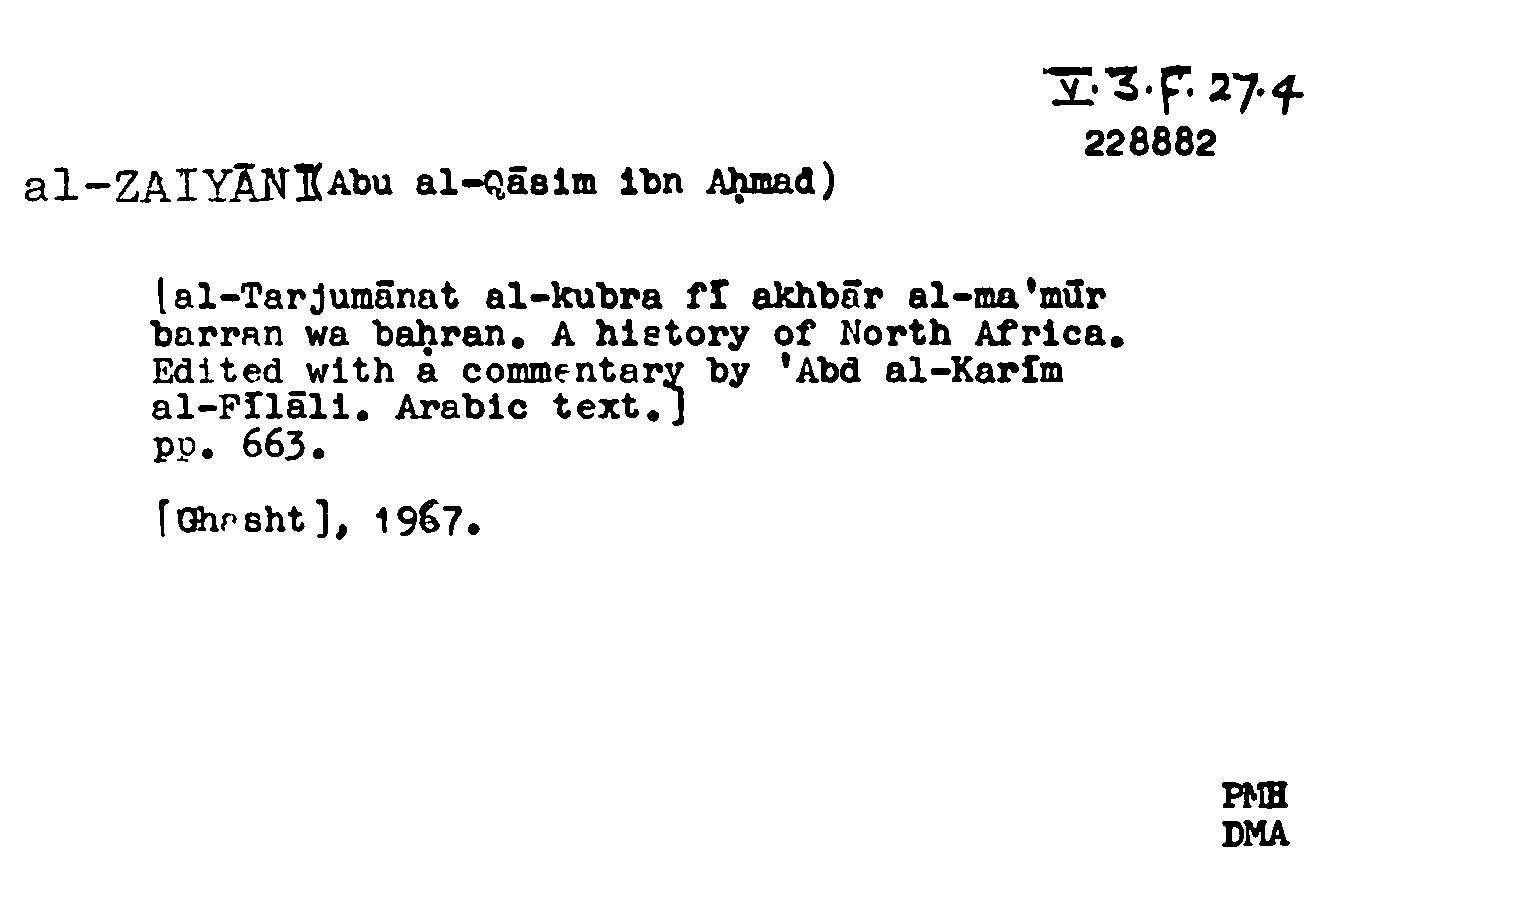 V.3.F.27.4
228882
al-ZAIYĀNĪ (Abu al-Qāsim ibn Aḥmad)
[al-Tarjumānat al-kubra fī akhbār al-ma'mūr
barran wa baḥran. A history of North Africa.
Edited with a commentary by 'Abd al-Karīm
al-Fīlāli. Arabic text.]
pp. 663.
[], 1967.
PMH
DMA